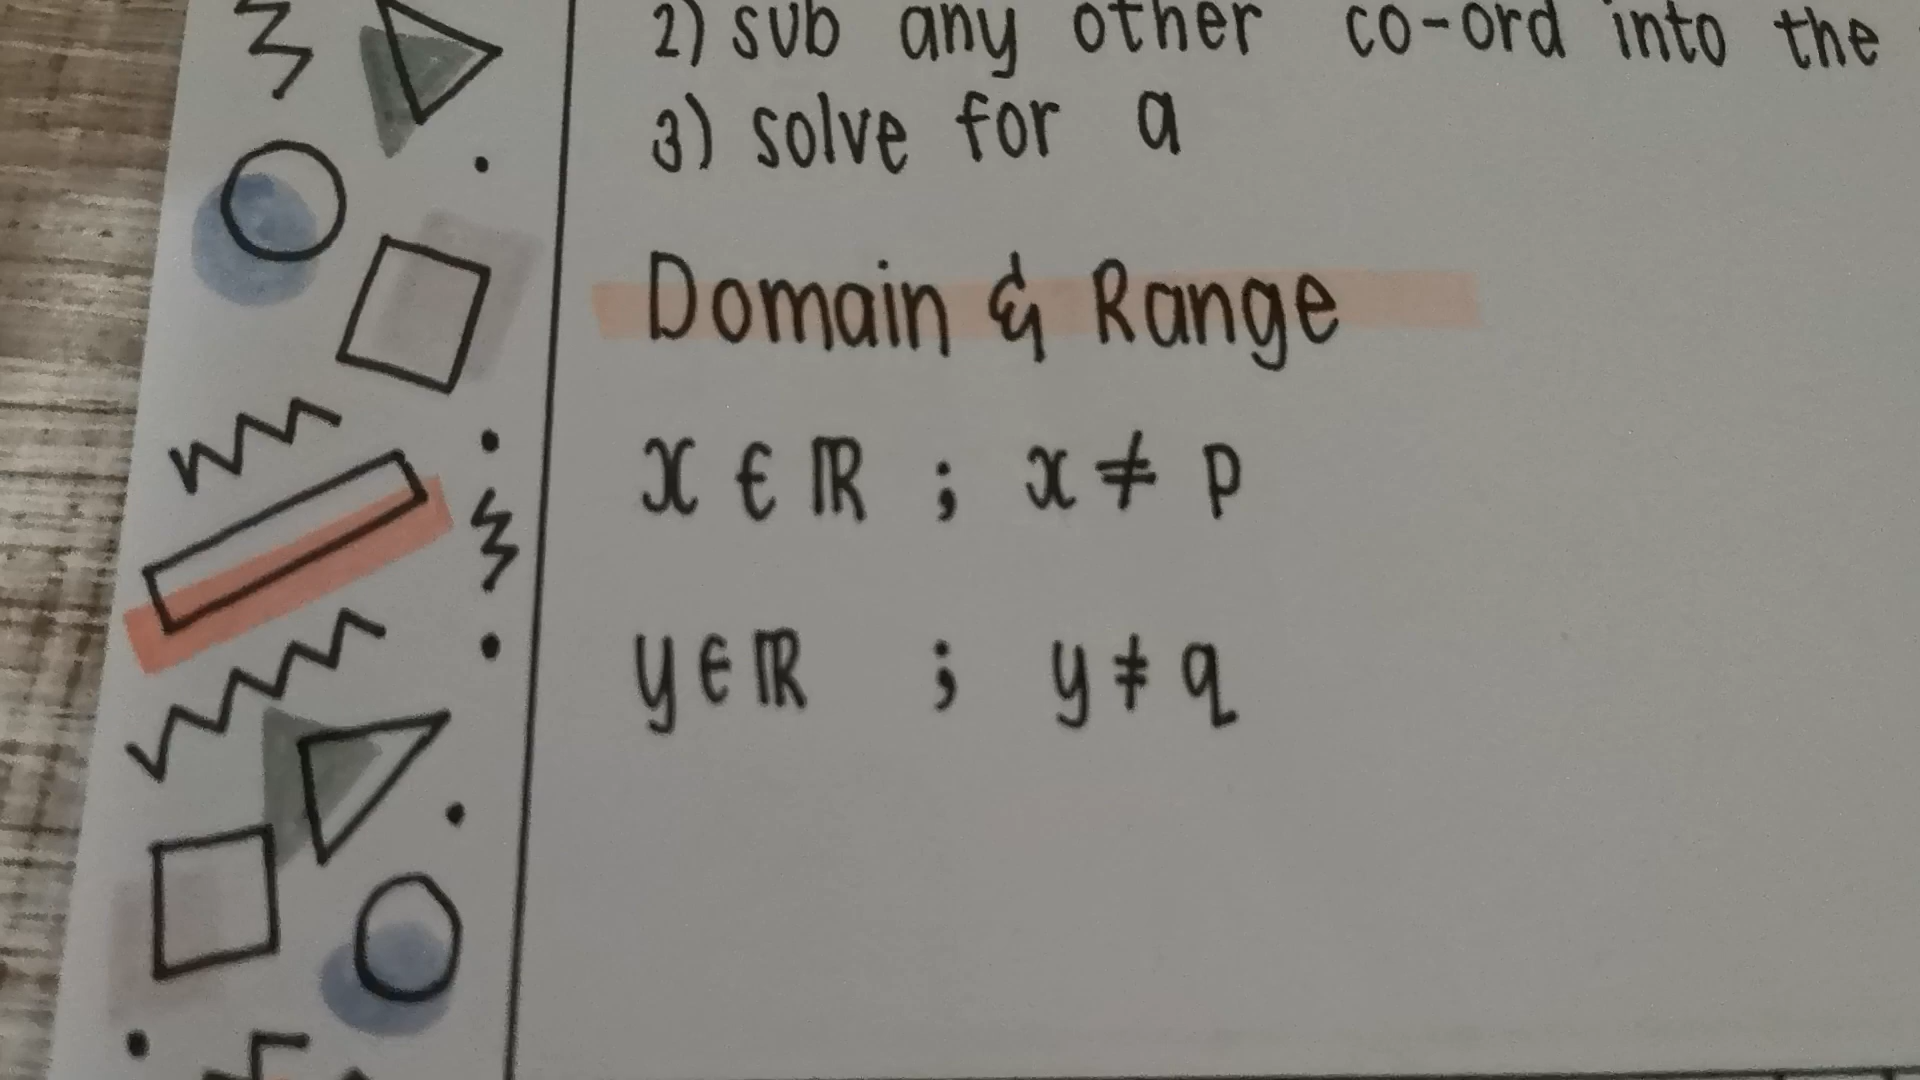 2) sub any other co-ord into the
3) solve for a
Domain & Range
x ∈ ℝ ; x ≠ p
y ∈ ℝ ; y ≠ q